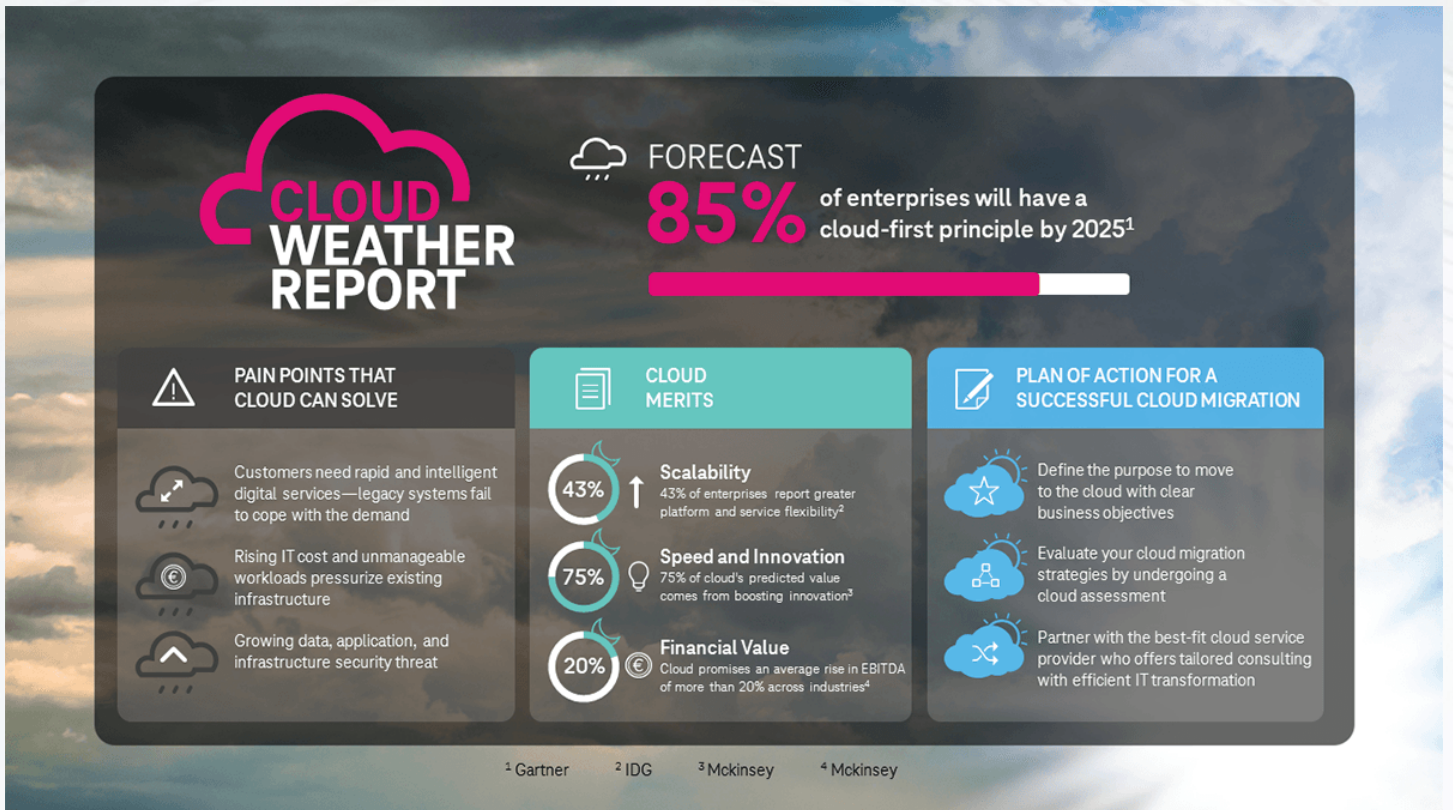 CLOUD
WEATHER
REPORT
FORECAST
85%
of enterprises will have a
cloud-first principle by 2025¹
PAIN POINTS THAT
CLOUD CAN SOLVE
Customers need rapid and intelligent
digital services—legacy systems fail
to cope with the demand
€
Rising IT cost and unmanageable
workloads pressurize existing
infrastructure
Growing data, application, and
infrastructure security threat
CLOUD
MERITS
43%
Scalability
43% of enterprises report greater
platform and service flexibility²
75%
Speed and Innovation
75% of cloud's predicted value
comes from boosting innovation³
20%
€
Financial Value
Cloud promises an average rise in EBITDA
of more than 20% across industries⁴
PLAN OF ACTION FOR A
SUCCESSFUL CLOUD MIGRATION
Define the purpose to move
to the cloud with clear
business objectives
Evaluate your cloud migration
strategies by undergoing a
cloud assessment
Partner with the best-fit cloud service
provider who offers tailored consulting
with efficient IT transformation
¹ Gartner ² IDG ³ Mckinsey ⁴ Mckinsey